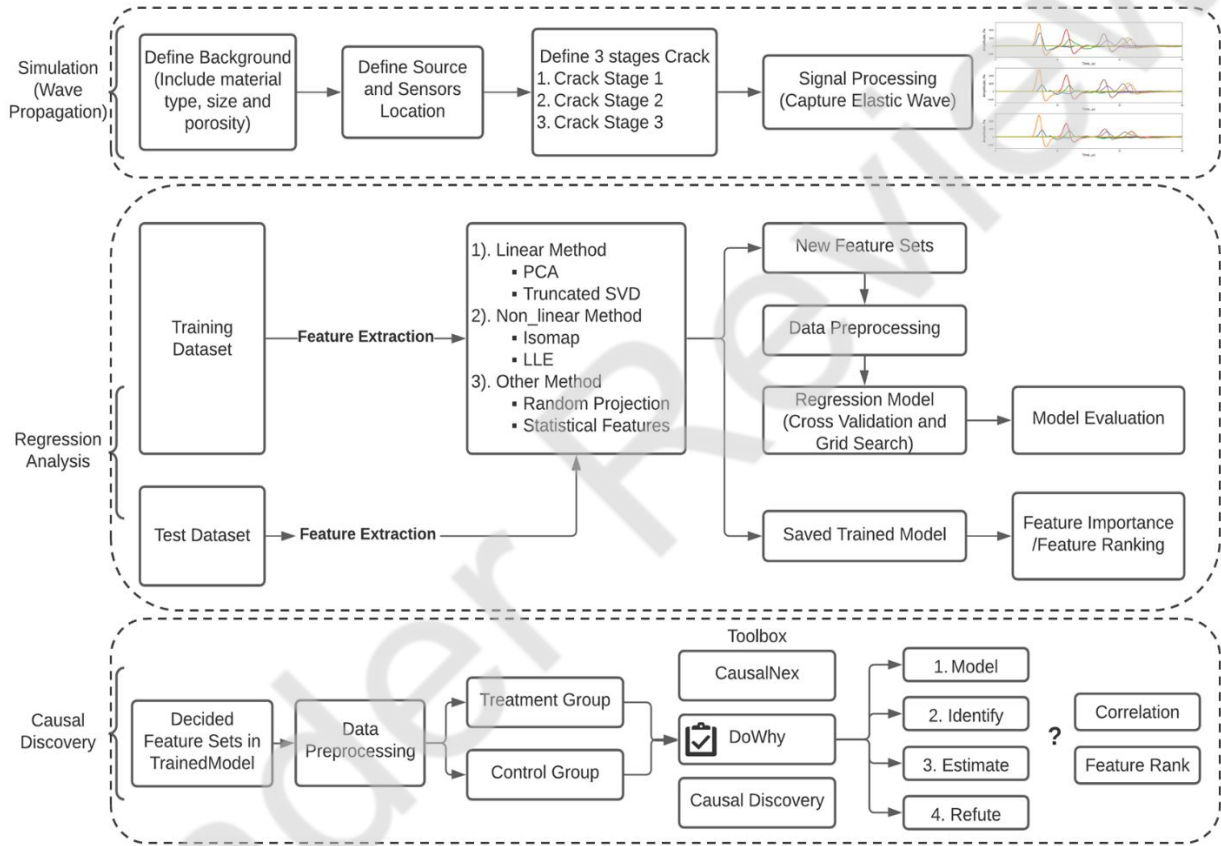 Simulation
(Wave
Propagation)
Define Background
(Include material
type, size and
porosity)
Define Source
and Sensors
Location
Define 3 stages Crack
1. Crack Stage 1
2. Crack Stage 2
3. Crack Stage 3
Signal Processing
(Capture Elastic Wave)
Regression
Analysis
Training
Dataset
Feature Extraction
1). Linear Method
▪ PCA
▪ Truncated SVD
2). Non_linear Method
▪ Isomap
▪ LLE
3). Other Method
▪ Random Projection
▪ Statistical Features
New Feature Sets
Data Preprocessing
Regression Model
(Cross Validation and
Grid Search)
Model Evaluation
Test Dataset
Feature Extraction
Saved Trained Model
Feature Importance
/Feature Ranking
Causal
Discovery
Decided
Feature Sets in
TrainedModel
Data
Preprocessing
Treatment Group
Control Group
Toolbox
CausalNex
DoWhy
Causal Discovery
1. Model
2. Identify
3. Estimate
4. Refute
?
Correlation
Feature Rank